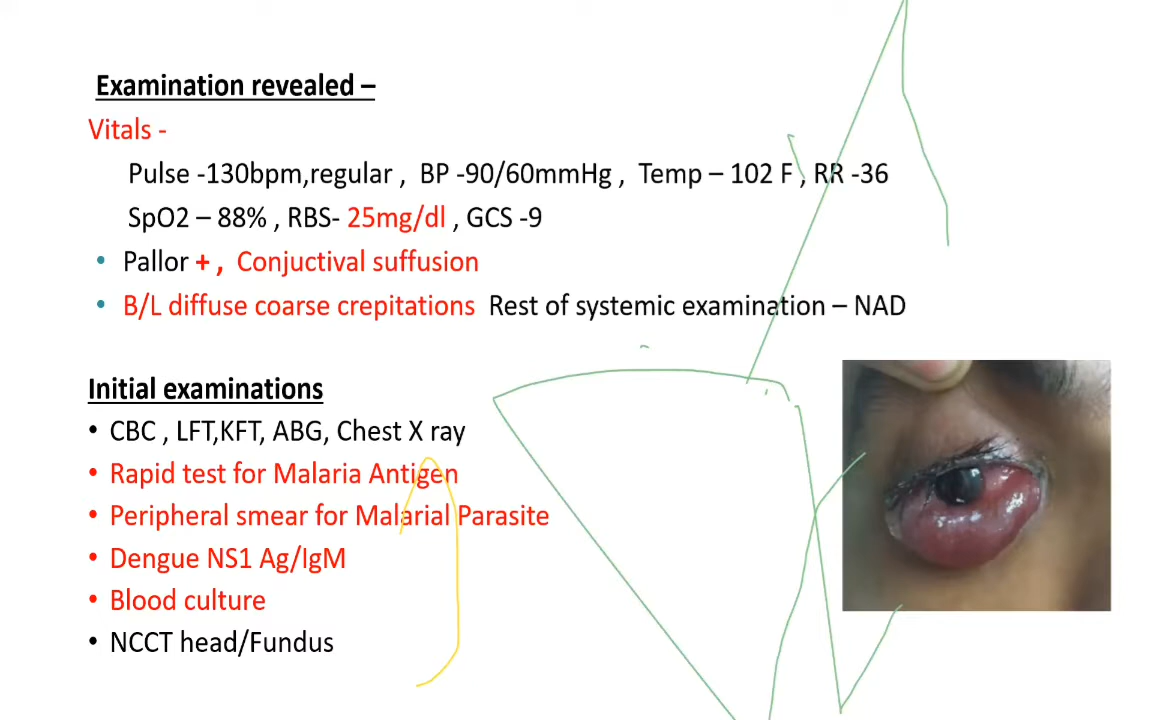 Examination revealed –
Vitals -
Pulse -130bpm,regular , BP -90/60mmHg , Temp – 102 F , RR -36
SpO2 – 88% , RBS- 25mg/dl , GCS -9
• Pallor + , Conjuctival suffusion
• B/L diffuse coarse crepitations Rest of systemic examination – NAD
Initial examinations
• CBC , LFT,KFT, ABG, Chest X ray
• Rapid test for Malaria Antigen
• Peripheral smear for Malarial Parasite
• Dengue NS1 Ag/IgM
• Blood culture
• NCCT head/Fundus